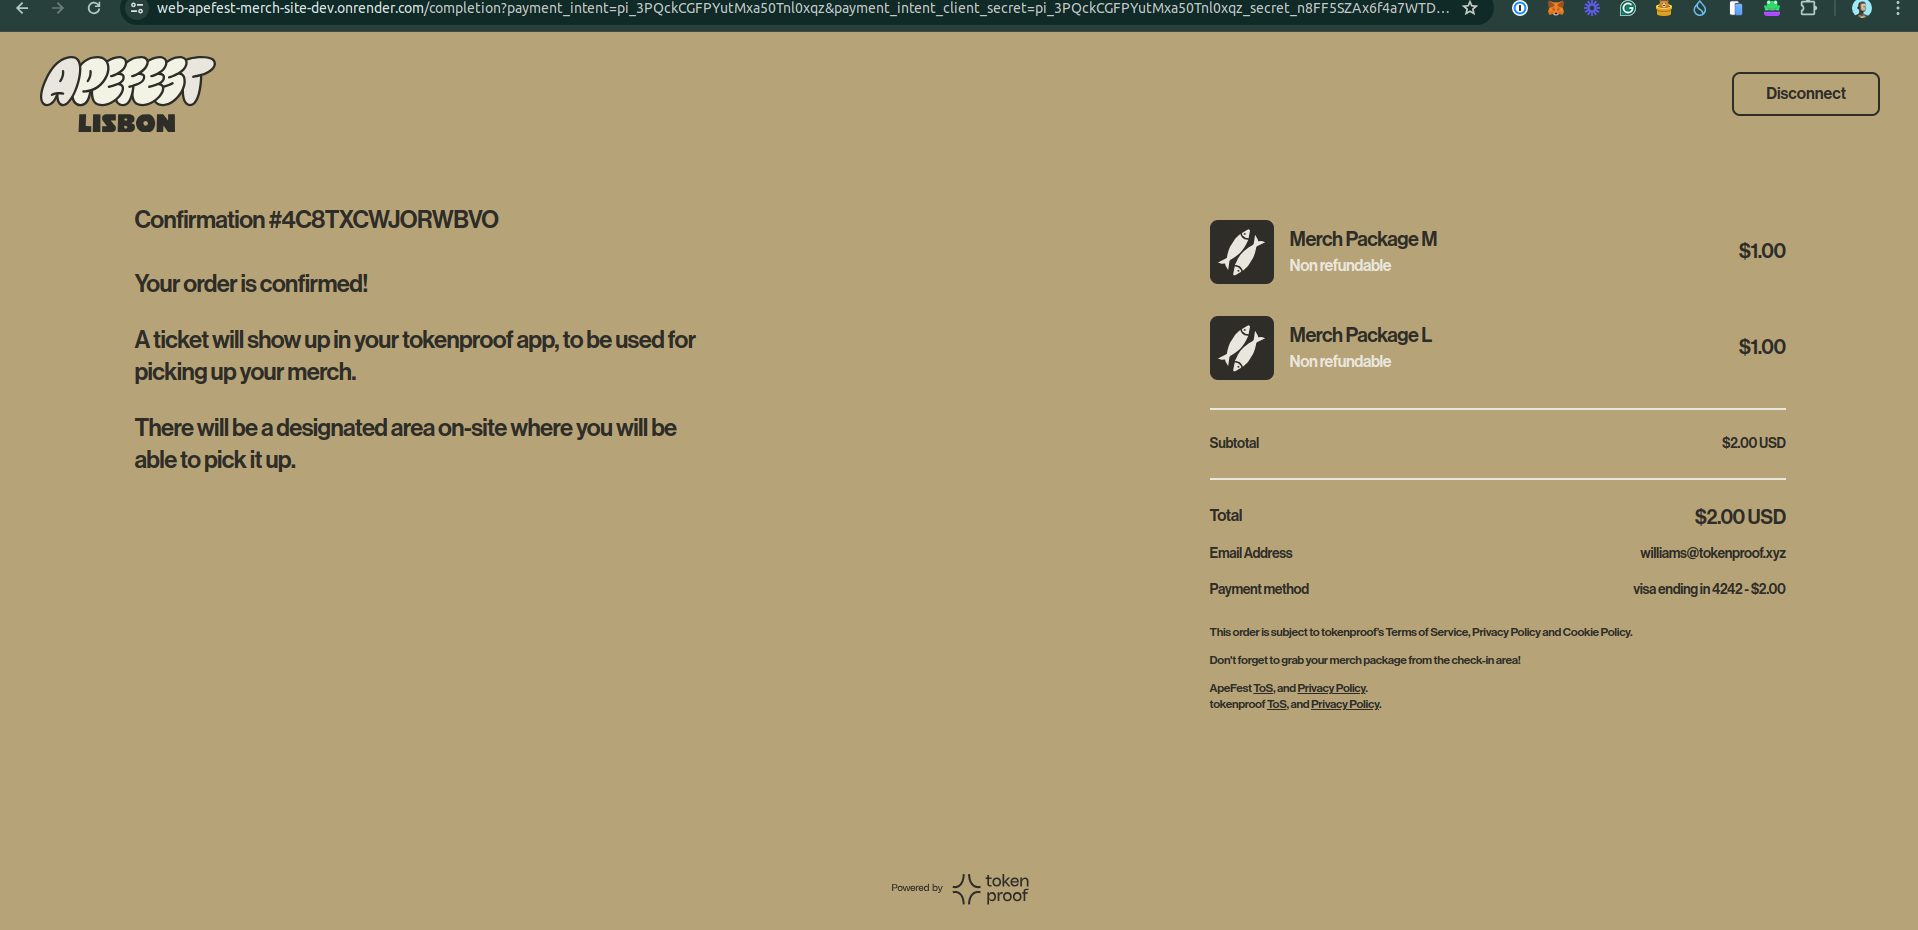 web-apefest-merch-site-dev.onrender.com/completion?payment_intent=pi_3PQckCGFPYutMxa50Tnl0xqz&payment_intent_client_secret=pi_3PQckCGFPYutMxa50Tnl0xqz_secret_n8FF5SZAx6f4a7WTD...
APEFEST
LISBON
Disconnect
Confirmation #4C8TXCWJORWBVO
Your order is confirmed!
A ticket will show up in your tokenproof app, to be used for
picking up your merch.
There will be a designated area on-site where you will be
able to pick it up.
Merch Package M
Non refundable
$1.00
Merch Package L
Non refundable
$1.00
Subtotal $2.00 USD
Total $2.00 USD
Email Address williams@tokenproof.xyz
Payment method visa ending in 4242 - $2.00
This order is subject to tokenproof's Terms of Service, Privacy Policy and Cookie Policy.
Don't forget to grab your merch package from the check-in area!
ApeFest ToS, and Privacy Policy.
tokenproof ToS, and Privacy Policy.
Powered by token
proof